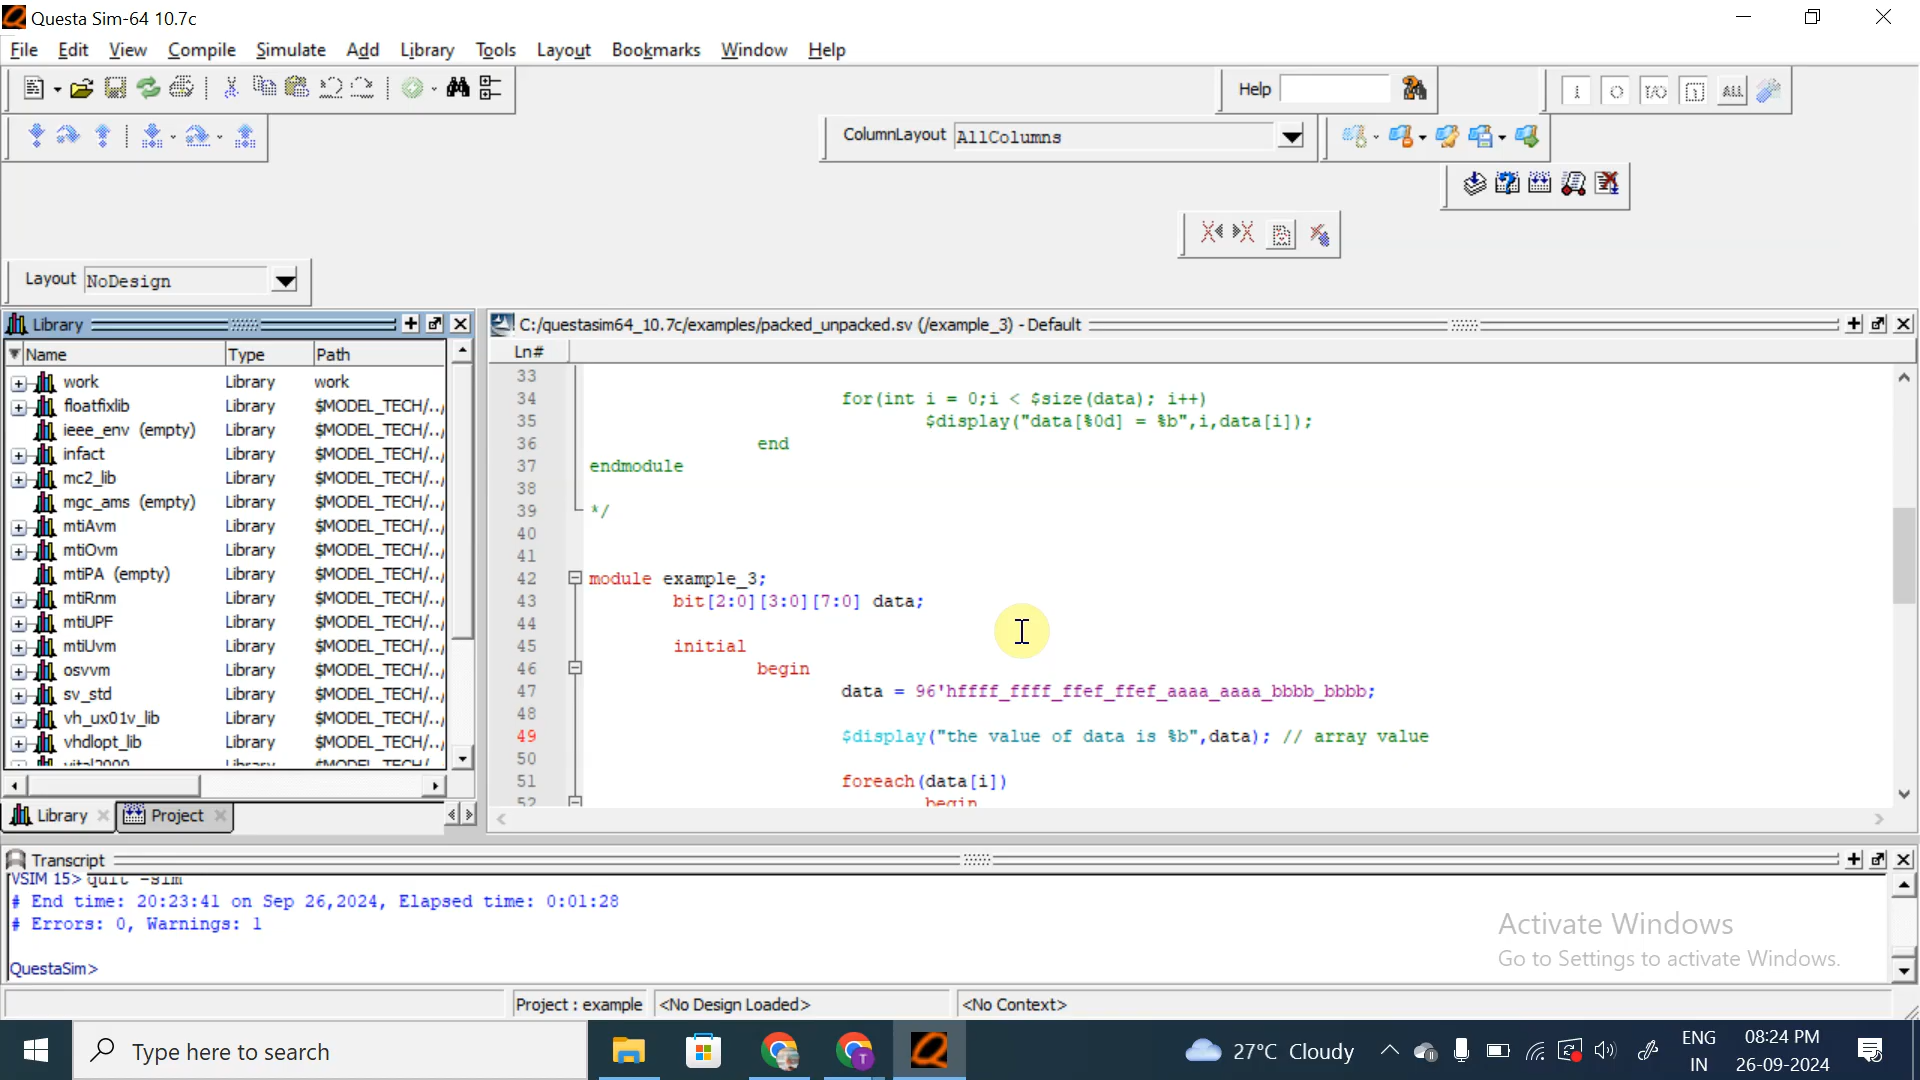 Questa Sim-64 10.7c
File Edit View Compile Simulate Add Library Tools Layout Bookmarks Window Help
Help
ColumnLayout AllColumns
Layout NoDesign
Library
Name Type Path
work Library work
floatfixlib Library $MODEL_TECH/../
ieee_env (empty) Library $MODEL_TECH/../
infact Library $MODEL_TECH/../
mc2_lib Library $MODEL_TECH/../
mgc_ams (empty) Library $MODEL_TECH/../
mtiAvm Library $MODEL_TECH/../
mtiOvm Library $MODEL_TECH/../
mtiPA (empty) Library $MODEL_TECH/../
mtiRnm Library $MODEL_TECH/../
mtiUPF Library $MODEL_TECH/../
mtiUvm Library $MODEL_TECH/../
osvvm Library $MODEL_TECH/../
sv_std Library $MODEL_TECH/../
vh_ux01v_lib Library $MODEL_TECH/../
vhdlopt_lib Library $MODEL_TECH/../
Library Project
C:/questasim64_10.7c/examples/packed_unpacked.sv (/example_3) - Default
Ln#
33
34 for(int i = 0;i < $size(data); i++)
35 $display("data[%0d] = %b",i,data[i]);
36 end
37 endmodule
38
39 */
40
41
42 module example_3;
43 bit[2:0][3:0][7:0] data;
44
45 initial
46 begin
47 data = 96'hffff_ffff_ffef_ffef_aaaa_aaaa_bbbb_bbbb;
48
49 $display("the value of data is %b",data); // array value
50
51 foreach(data[i])
52 begin
Transcript
VSIM 15> quit -sim
# End time: 20:23:41 on Sep 26,2024, Elapsed time: 0:01:28
# Errors: 0, Warnings: 1
QuestaSim>
Activate Windows
Go to Settings to activate Windows.
Project : example <No Design Loaded> <No Context>
Type here to search
27°C Cloudy
ENG
IN
08:24 PM
26-09-2024